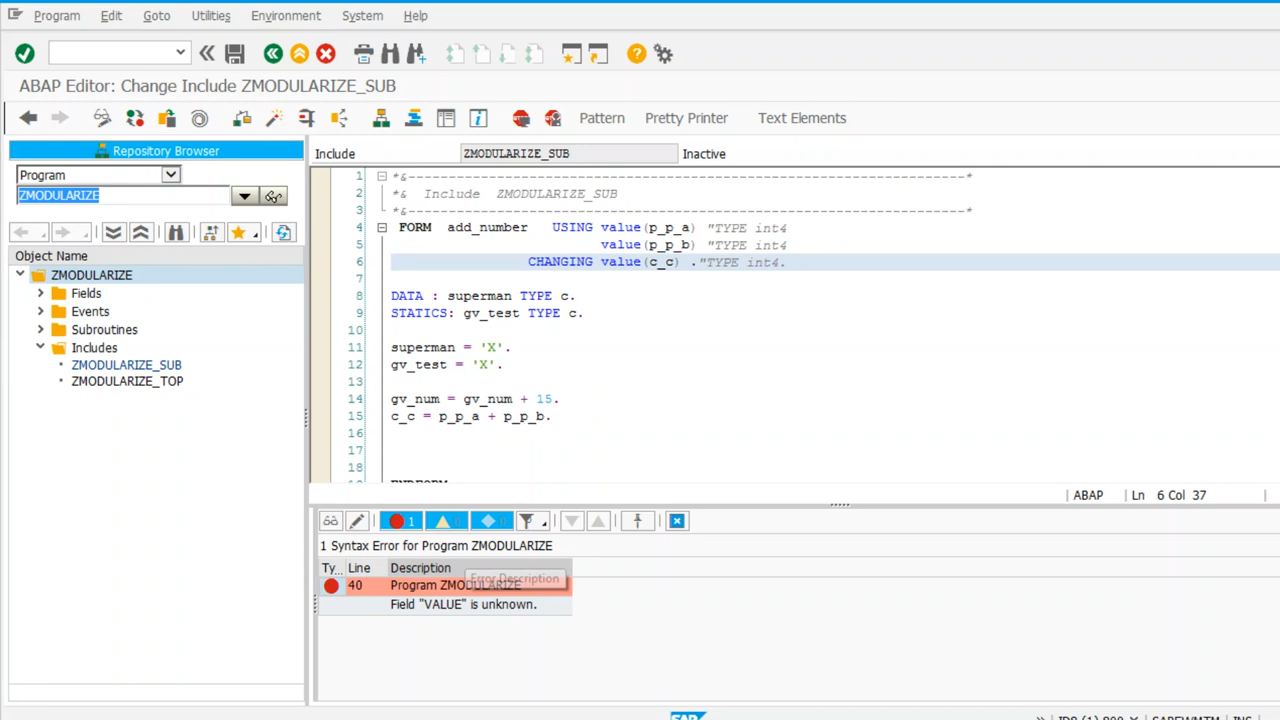 Program Edit Goto Utilities Environment System Help
ABAP Editor: Change Include ZMODULARIZE_SUB
Pattern Pretty Printer Text Elements
Repository Browser
Program
ZMODULARIZE
Object Name
ZMODULARIZE
Fields
Events
Subroutines
Includes
ZMODULARIZE_SUB
ZMODULARIZE_TOP
Include ZMODULARIZE_SUB Inactive
1 *&---------------------------------------------------------------------*
2 *& Include ZMODULARIZE_SUB
3 *&---------------------------------------------------------------------*
4 FORM add_number USING value(p_p_a) "TYPE int4
5 value(p_p_b) "TYPE int4
6 CHANGING value(c_c) ."TYPE int4.
7
8 DATA : superman TYPE c.
9 STATICS: gv_test TYPE c.
10
11 superman = 'X'.
12 gv_test = 'X'.
13
14 gv_num = gv_num + 15.
15 c_c = p_p_a + p_p_b.
16
17
18
ABAP Ln 6 Col 37
1
1 Syntax Error for Program ZMODULARIZE
Ty... Line Description
Error Description
40 Program ZMODULARIZE
Field "VALUE" is unknown.
SAP